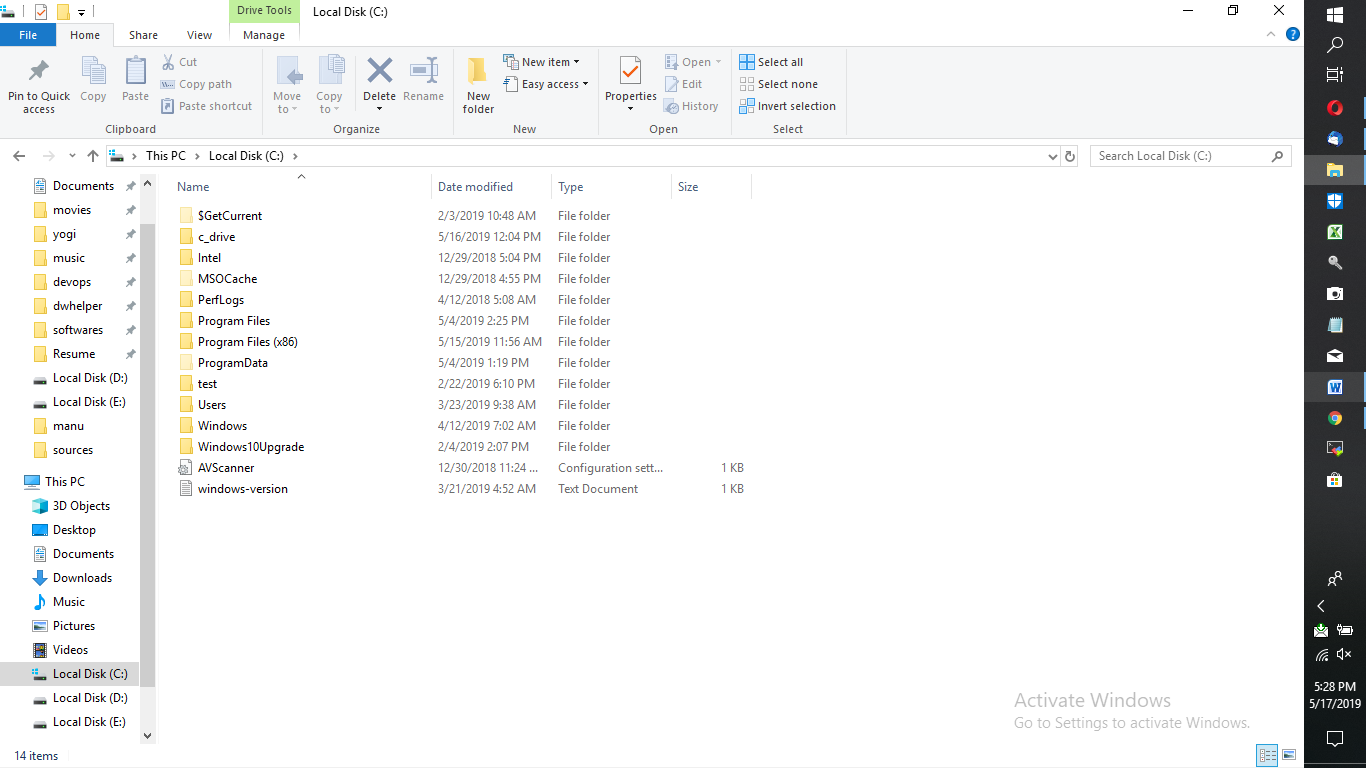 Drive Tools Local Disk (C:)
File Home Share View Manage
Pin to Quick access
Copy
Paste
Cut
Copy path
Paste shortcut
Clipboard
Move to
Copy to
Delete
Rename
Organize
New folder
New item
Easy access
New
Properties
Open
Edit
History
Open
Select all
Select none
Invert selection
Select
This PC Local Disk (C:)
Search Local Disk (C:)
Documents
movies
yogi
music
devops
dwhelper
softwares
Resume
Local Disk (D:)
Local Disk (E:)
manu
sources
This PC
3D Objects
Desktop
Documents
Downloads
Music
Pictures
Videos
Local Disk (C:)
Local Disk (D:)
Local Disk (E:)
Name Date modified Type Size
$GetCurrent 2/3/2019 10:48 AM File folder
c_drive 5/16/2019 12:04 PM File folder
Intel 12/29/2018 5:04 PM File folder
MSOCache 12/29/2018 4:55 PM File folder
PerfLogs 4/12/2018 5:08 AM File folder
Program Files 5/4/2019 2:25 PM File folder
Program Files (x86) 5/15/2019 11:56 AM File folder
ProgramData 5/4/2019 1:19 PM File folder
test 2/22/2019 6:10 PM File folder
Users 3/23/2019 9:38 AM File folder
Windows 4/12/2019 7:02 AM File folder
Windows10Upgrade 2/4/2019 2:07 PM File folder
AVScanner 12/30/2018 11:24 ... Configuration sett... 1 KB
windows-version 3/21/2019 4:52 AM Text Document 1 KB
Activate Windows
Go to Settings to activate Windows.
14 items
5:28 PM
5/17/2019